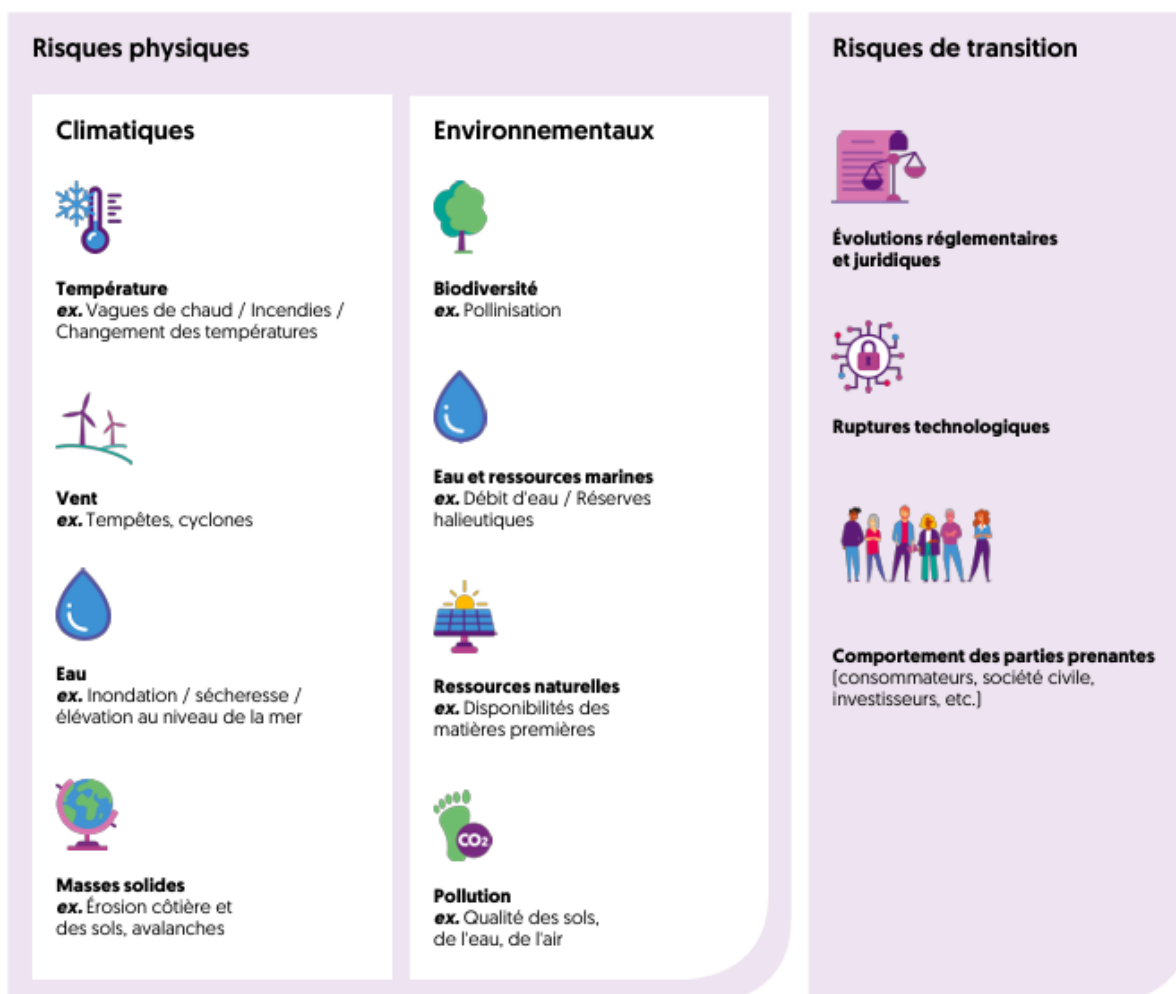 Risques physiques
Climatiques
Température
ex. Vagues de chaud / Incendies /
Changement des températures
Vent
ex. Tempêtes, cyclones
Eau
ex. Inondation / sécheresse /
élévation au niveau de la mer
Masses solides
ex. Érosion côtière et
des sols, avalanches
Environnementaux
Biodiversité
ex. Pollinisation
Eau et ressources marines
ex. Débit d'eau / Réserves
halieutiques
Ressources naturelles
ex. Disponibilités des
matières premières
CO2
Pollution
ex. Qualité des sols,
de l'eau, de l'air
Risques de transition
Évolutions réglementaires
et juridiques
Ruptures technologiques
Comportement des parties prenantes
(consommateurs, société civile,
investisseurs, etc.)